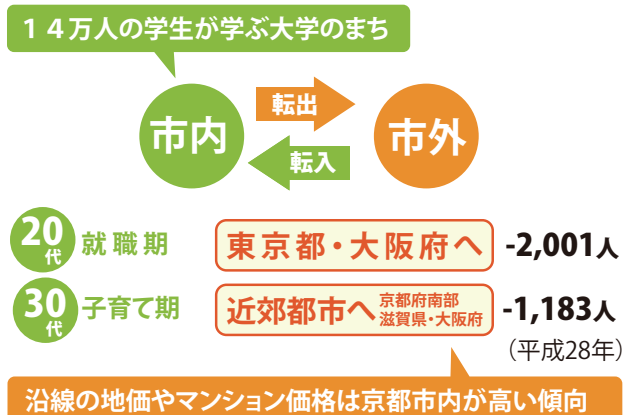 14万人の学生が学ぶ大学のまち
市内
転出
転入
市外
20代
就職期
東京都・大阪府へ
-2,001人
30代
子育て期
近郊都市へ
京都府南部
滋賀県・大阪府
-1,183人
(平成28年)
沿線の地価やマンション価格は京都市内が高い傾向